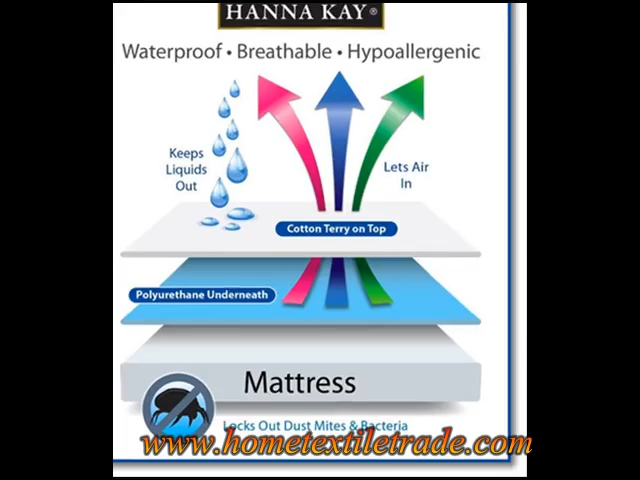 HANNA KAY®
Waterproof • Breathable • Hypoallergenic
Keeps
Liquids
Out
Lets Air
In
Cotton Terry on Top
Polyurethane Underneath
Mattress
Locks Out Dust Mites & Bacteria
www.hometextiletrade.com